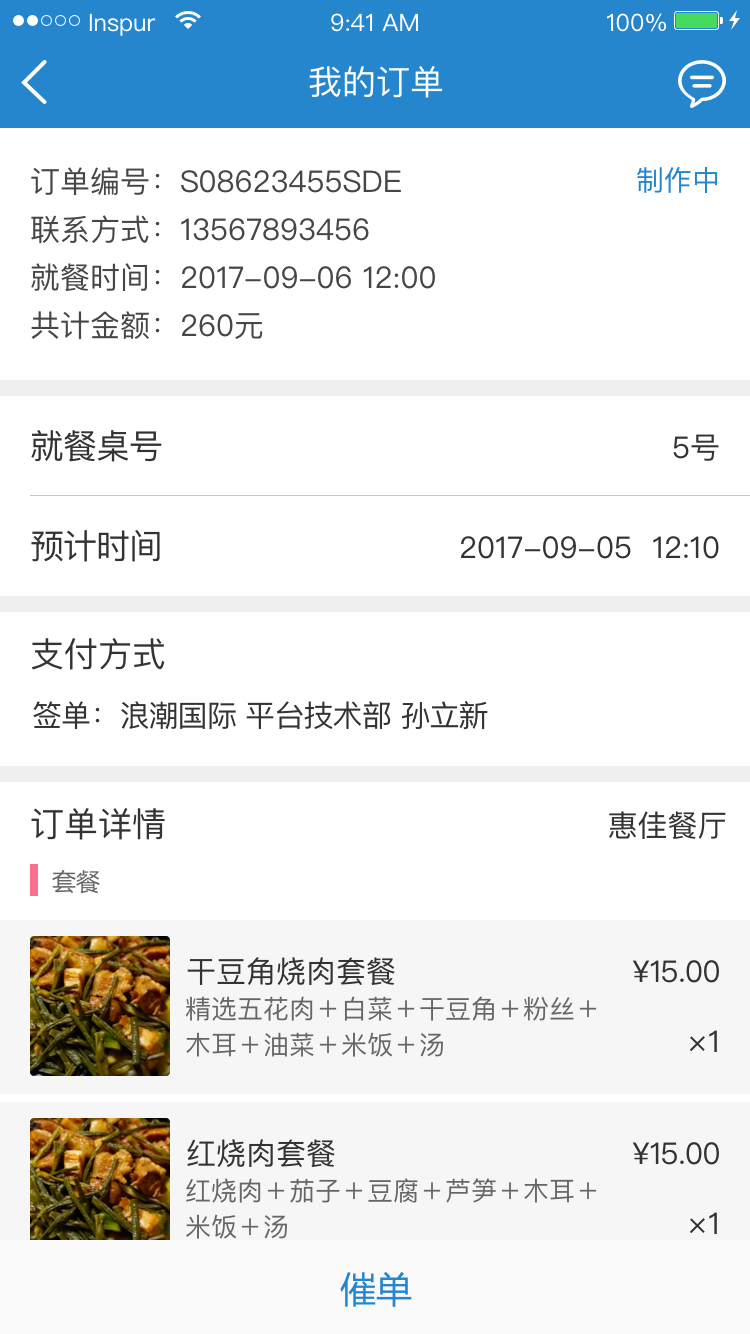 Inspur 9:41 AM 100%
我的订单
订单编号：S08623455SDE 制作中
联系方式：13567893456
就餐时间：2017-09-06 12:00
共计金额：260元
就餐桌号 5号
预计时间 2017-09-05 12:10
支付方式
签单：浪潮国际 平台技术部 孙立新
订单详情 惠佳餐厅
套餐
干豆角烧肉套餐 ¥15.00
精选五花肉＋白菜＋干豆角＋粉丝＋
木耳＋油菜＋米饭＋汤 ×1
红烧肉套餐 ¥15.00
红烧肉＋茄子＋豆腐＋芦笋＋木耳＋
米饭＋汤 ×1
催单